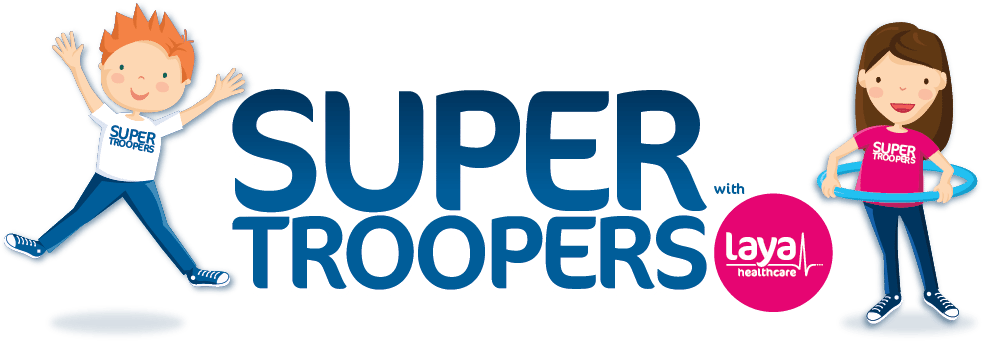 SUPER
TROOPERS
SUPER
TROOPERS
with
laya
healthcare
SUPER
TROOPERS